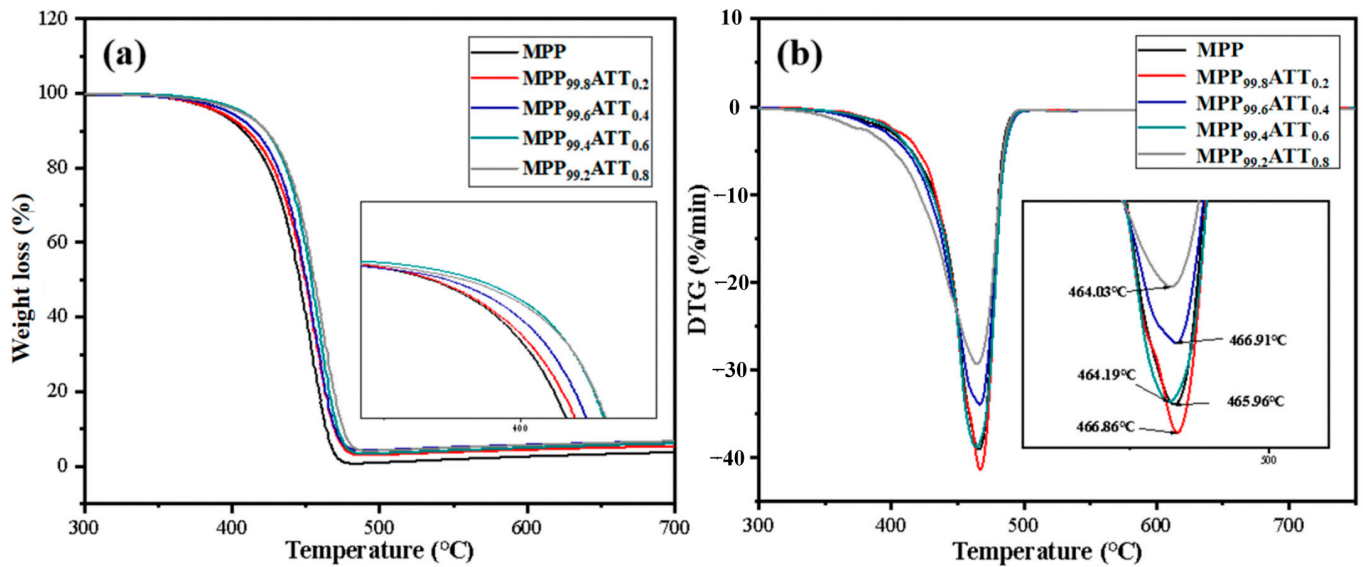 (a)
MPP
MPP99.8ATT0.2
MPP99.6ATT0.4
MPP99.4ATT0.6
MPP99.2ATT0.8
120
100
80
60
40
20
0
Weight loss (%)
400
300
400
500
600
700
Temperature (°C)
(b)
MPP
MPP99.8ATT0.2
MPP99.6ATT0.4
MPP99.4ATT0.6
MPP99.2ATT0.8
10
0
−10
−20
−30
−40
DTG (%/min)
464.03°C
466.91°C
464.19°C
465.96°C
466.86°C
500
300
400
500
600
700
Temperature (°C)